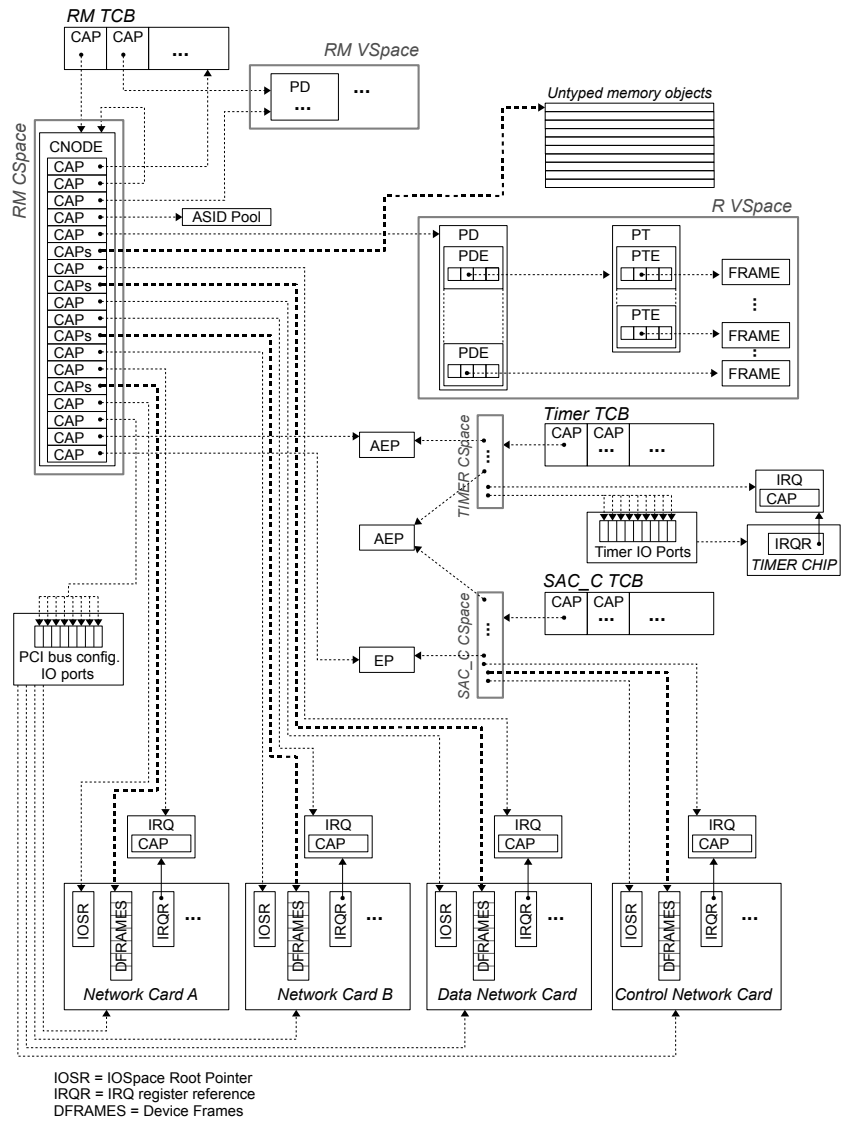 RM TCB
CAP CAP ...
RM VSpace
PD ...
...
Untyped memory objects
RM CSpace
CNODE
CAP
CAP
CAP
CAP
ASID Pool
CAP
CAPs
CAP
CAPs
CAP
CAP
CAPs
CAP
CAP
CAPs
CAP
CAP
CAP
CAP
R VSpace
PD
PT
PDE
PTE
FRAME
...
PTE
FRAME
...
PDE
FRAME
Timer TCB
CAP CAP
... ...
TIMER CSpace
...
AEP
AEP
IRQ
CAP
Timer IO Ports
IRQR
TIMER CHIP
SAC_C TCB
CAP CAP
... ...
SAC_C CSpace
...
EP
PCI bus config.
IO ports
IRQ
CAP
IRQ
CAP
IRQ
CAP
IRQ
CAP
IOSR
DFRAMES
IRQR
...
Network Card A
IOSR
DFRAMES
IRQR
...
Network Card B
IOSR
DFRAMES
IRQR
...
Data Network Card
IOSR
DFRAMES
IRQR
...
Control Network Card
IOSR = IOSpace Root Pointer
IRQR = IRQ register reference
DFRAMES = Device Frames